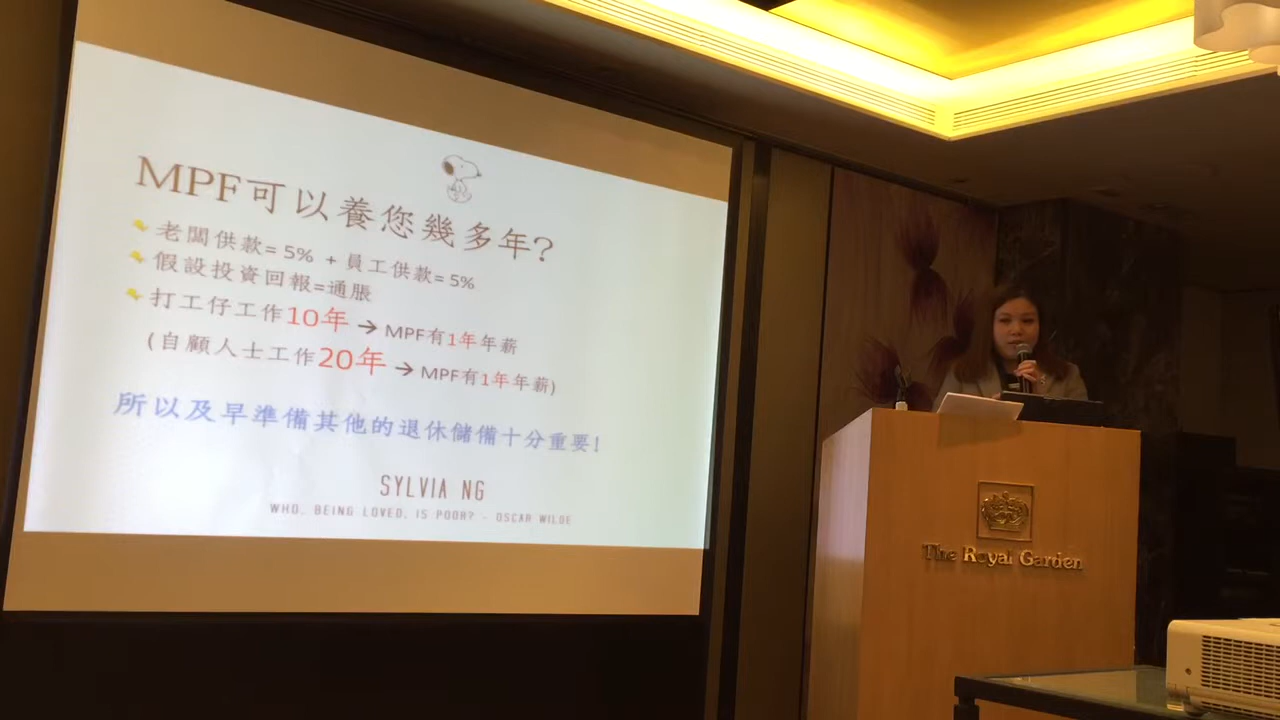 MPF可以養您幾多年?
老闆供款= 5% + 員工供款= 5%
假設投資回報=通脹
打工仔工作10年 → MPF有1年年薪
(自顧人士工作20年 → MPF有1年年薪)
所以及早準備其他的退休儲備十分重要!
SYLVIA NG
WHO, BEING LOVED, IS POOR? - OSCAR WILDE
The Royal Garden